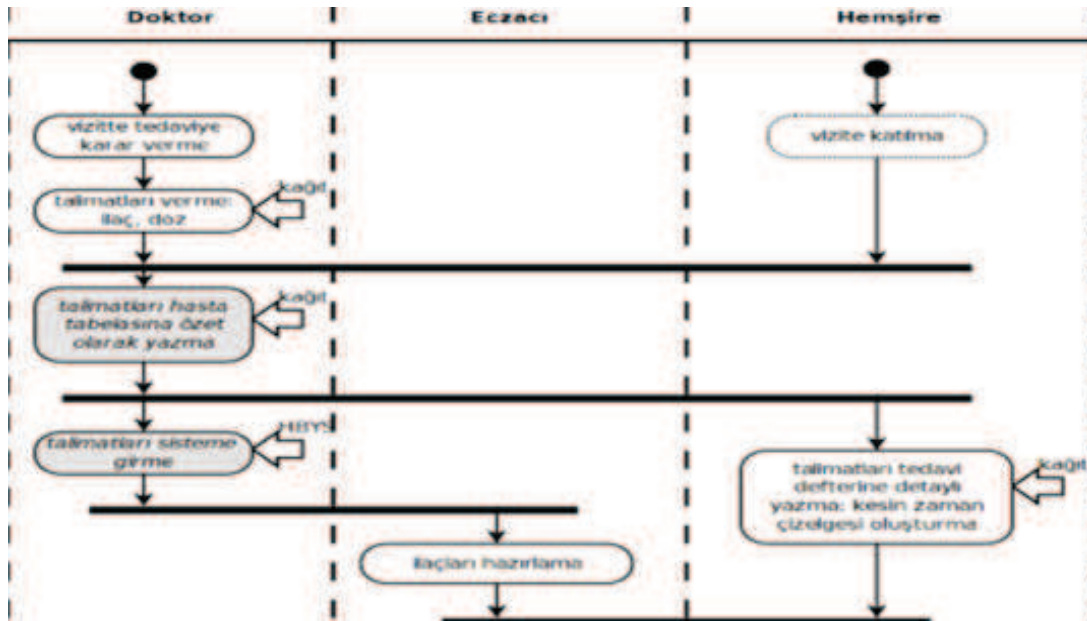 Doktor
Eczacı
Hemşire
vizitte tedaviye
karar verme
vizite katılma
kağıt
talimatları verme:
ilaç, doz
kağıt
talimatları hasta
tabelasına özet
olarak yazma
HBYS
talimatları sisteme
girme
kağıt
talimatları tedavi
defterine detaylı
yazma: kesin zaman
çizelgesi oluşturma
ilaçları hazırlama